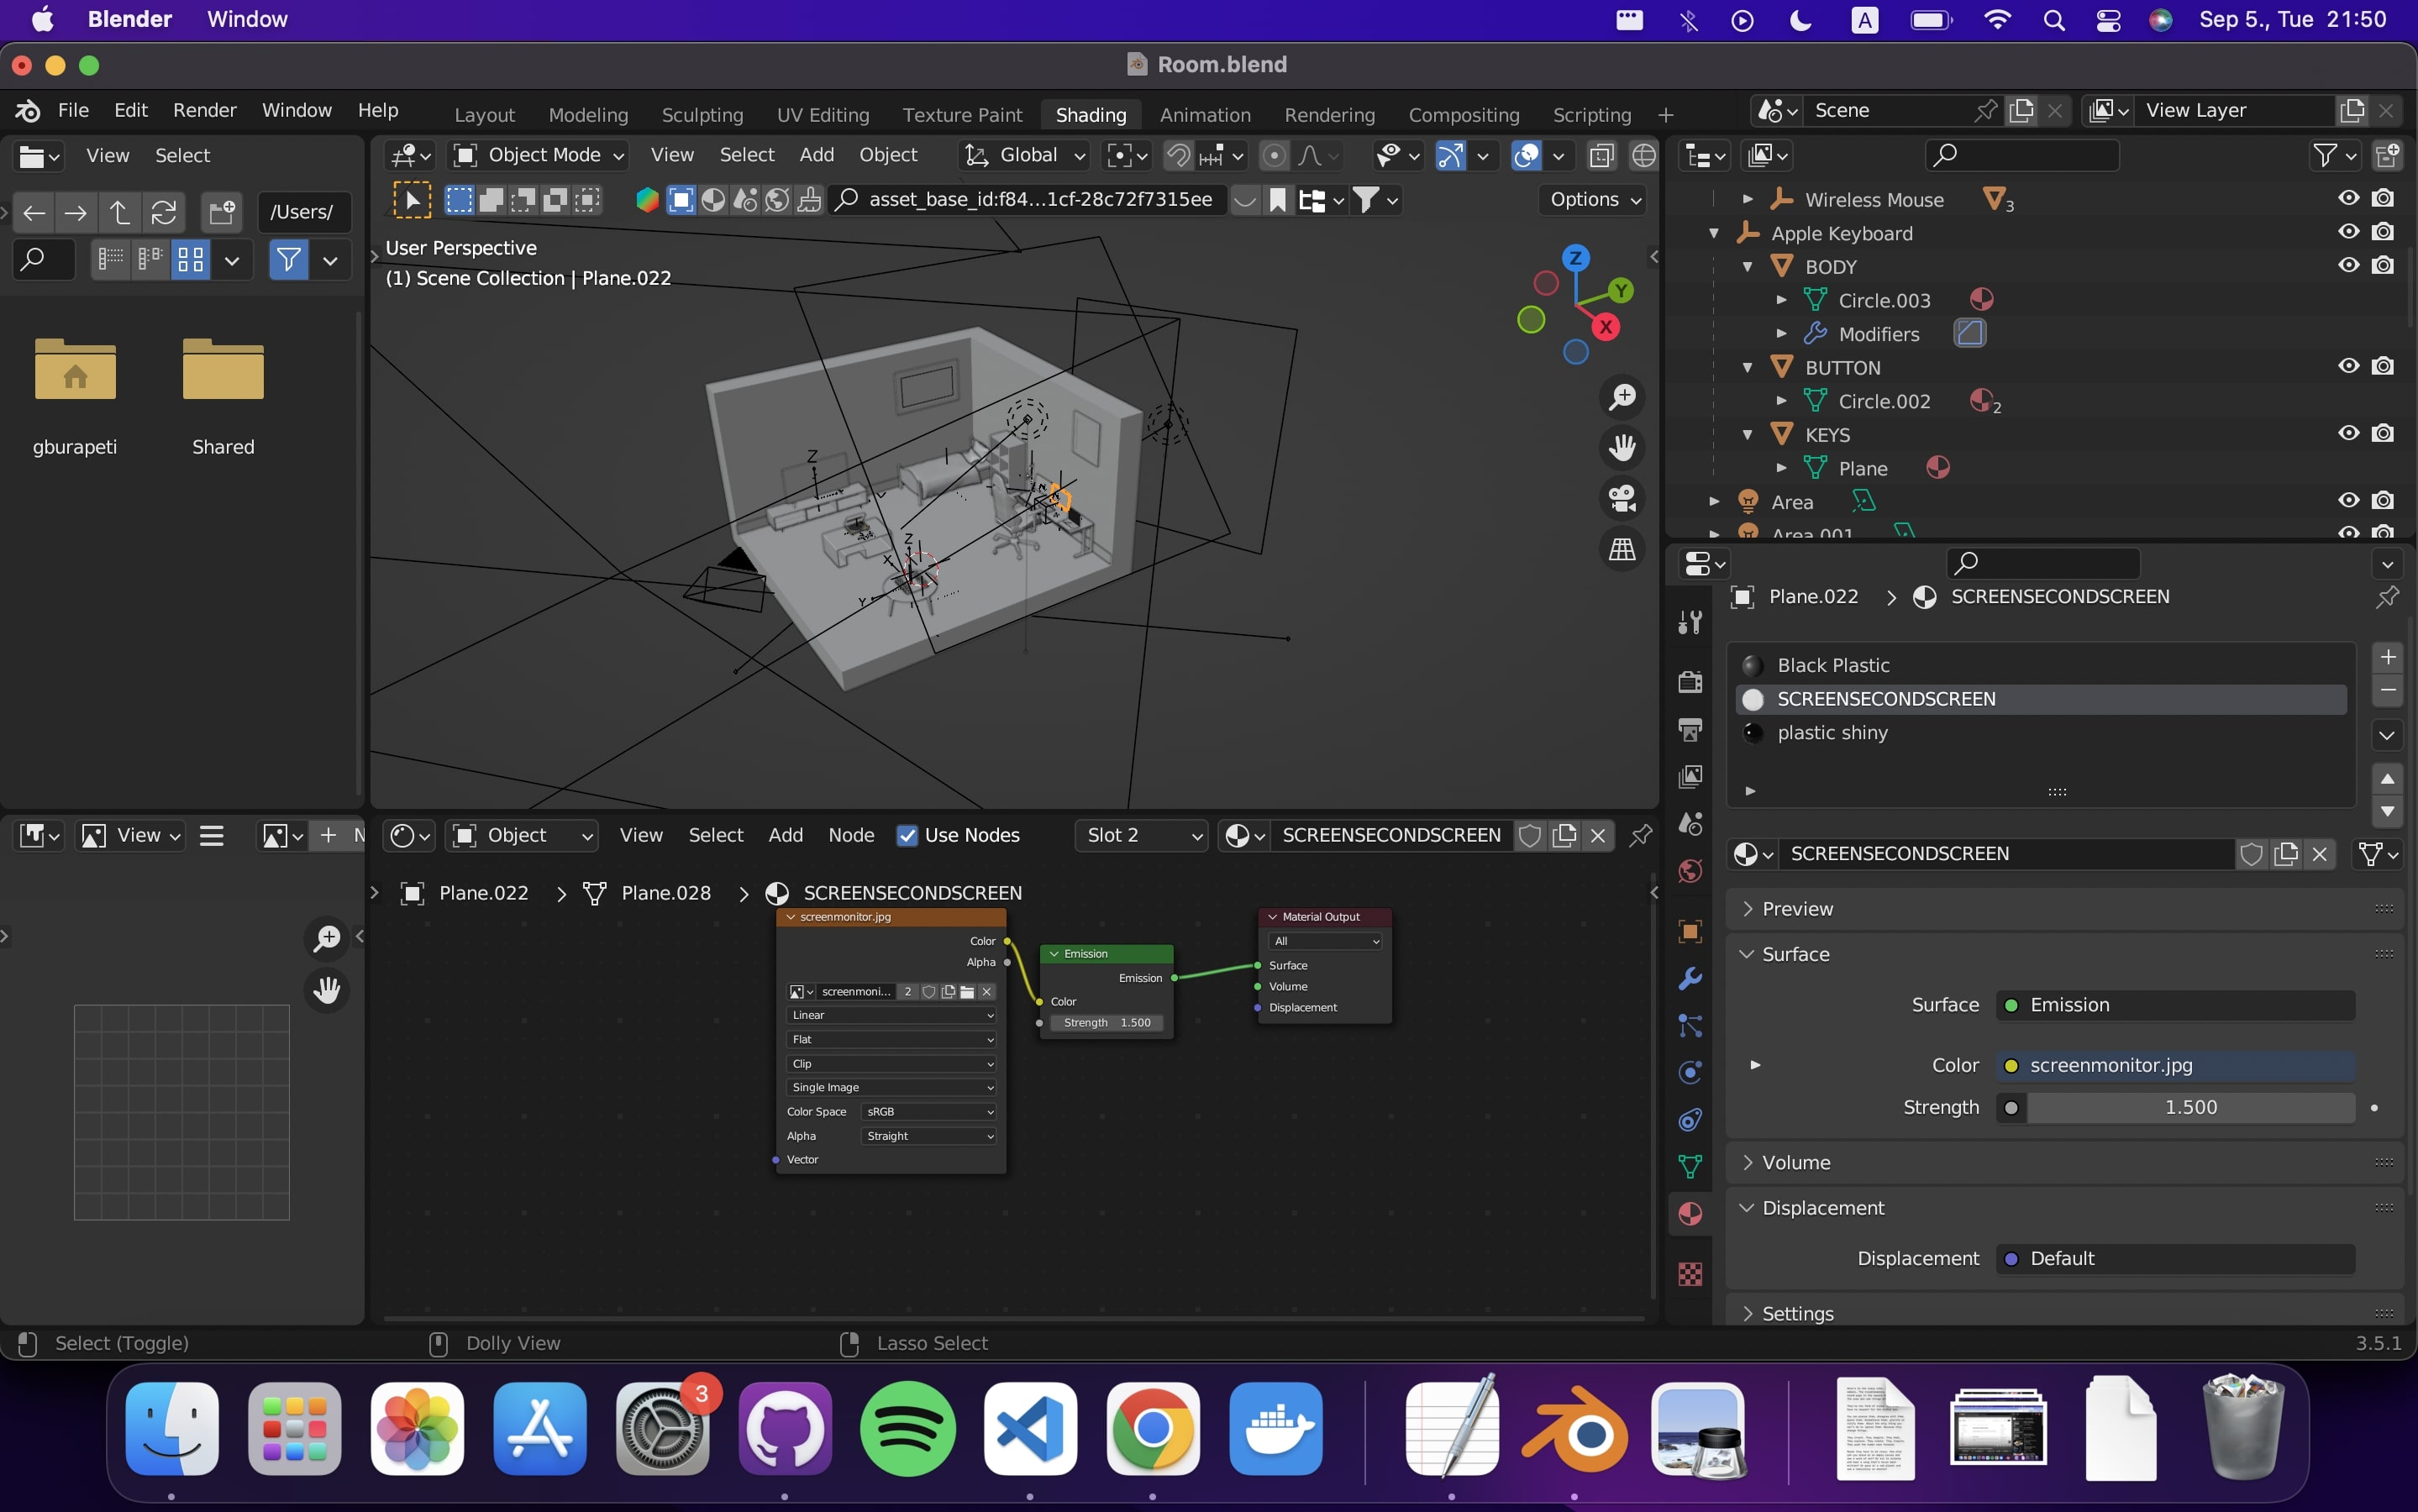 Blender Window
A
Sep 5., Tue 21:50
Room.blend
File Edit Render Window Help
Layout Modeling Sculpting UV Editing Texture Paint Shading Animation Rendering Compositing Scripting +
Scene
View Layer
View Select
Object Mode View Select Add Object
Global
/Users/
asset_base_id:f84...1cf-28c72f7315ee
Options
User Perspective
(1) Scene Collection | Plane.022
Z
Y
X
gburapeti
Shared
Z
Z
X
Y
Wireless Mouse
3
Apple Keyboard
BODY
Circle.003
Modifiers
BUTTON
Circle.002
2
KEYS
Plane
Area
Area.001
Plane.022 > SCREENSECONDSCREEN
Black Plastic
SCREENSECONDSCREEN
plastic shiny
SCREENSECONDSCREEN
Preview
Surface
Surface
Emission
Color
screenmonitor.jpg
Strength
1.500
Volume
Displacement
Displacement
Default
Settings
View
+ N
Object
View Select Add Node
Use Nodes
Slot 2
SCREENSECONDSCREEN
Plane.022 > Plane.028 > SCREENSECONDSCREEN
screenmonitor.jpg
Color
Alpha
screenmoni... 2
Linear
Flat
Clip
Single Image
Color Space
sRGB
Alpha
Straight
Vector
Emission
Emission
Color
Strength 1.500
Material Output
All
Surface
Volume
Displacement
Select (Toggle)
Dolly View
Lasso Select
3.5.1
3